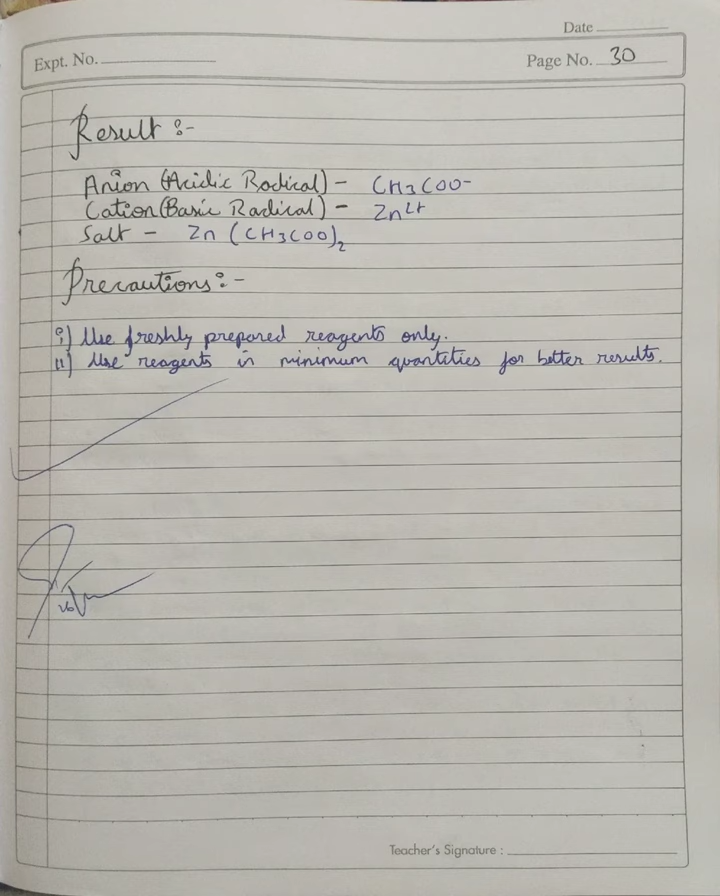 Date
Expt. No.
Page No. 30
Result :-
Anion (Acidic Radical) - CH3COO-
Cation (Basic Radical) - Zn2+
Salt - Zn (CH3COO)2
Precautions :-
i) Use freshly prepared reagents only.
ii) Use reagents in minimum quantities for better results.
Teacher's Signature :